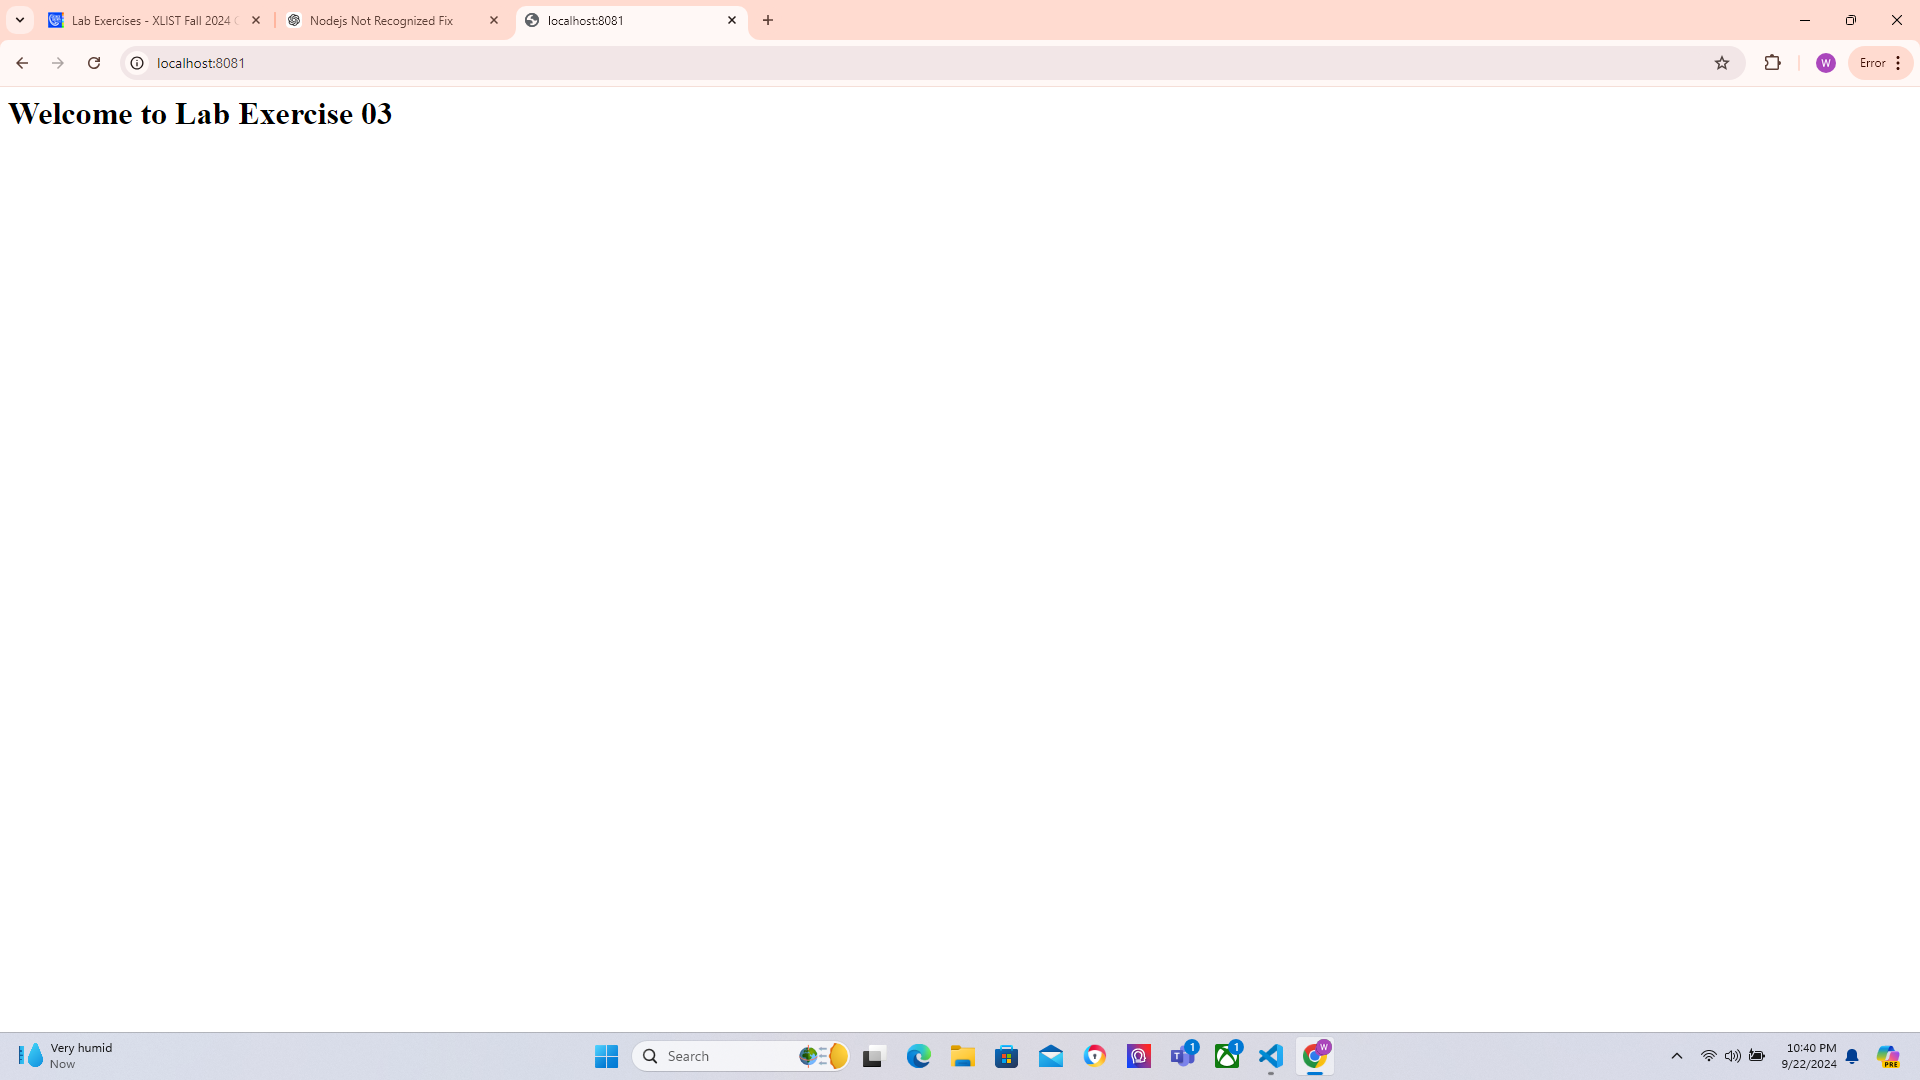 Lab Exercises - XLIST Fall 2024
Nodejs Not Recognized Fix
localhost:8081
localhost:8081
W
Error
Welcome to Lab Exercise 03
Very humid
Now
Search
1
1
W
10:40 PM
9/22/2024
PRE